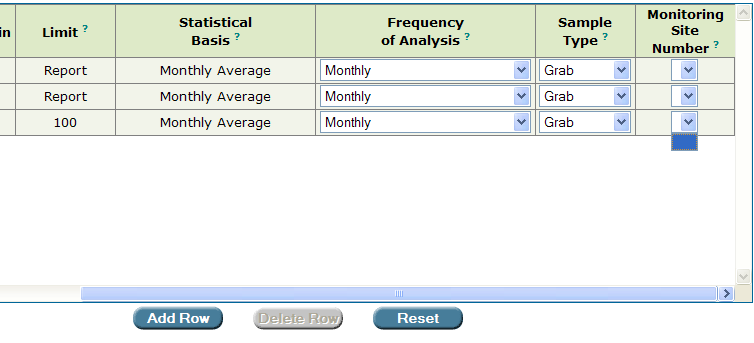 in
Limit ?
Statistical
Basis ?
Frequency
of Analysis ?
Sample
Type ?
Monitoring
Site
Number ?
Report Monthly Average Monthly Grab
Report Monthly Average Monthly Grab
100 Monthly Average Monthly Grab
Add Row Delete Row Reset